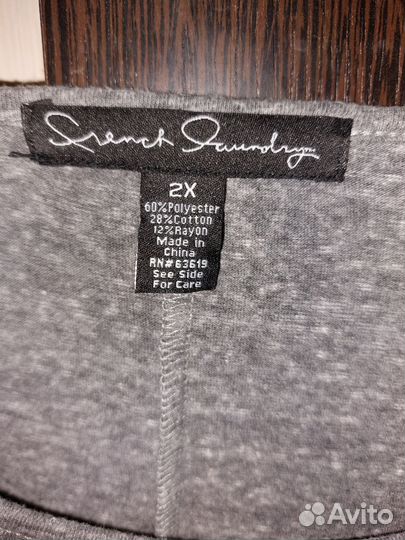 French Laundry
2X
60%Polyester
28%Cotton
12%Rayon
Made in
China
RN#63619
See Side
For Care
Avito